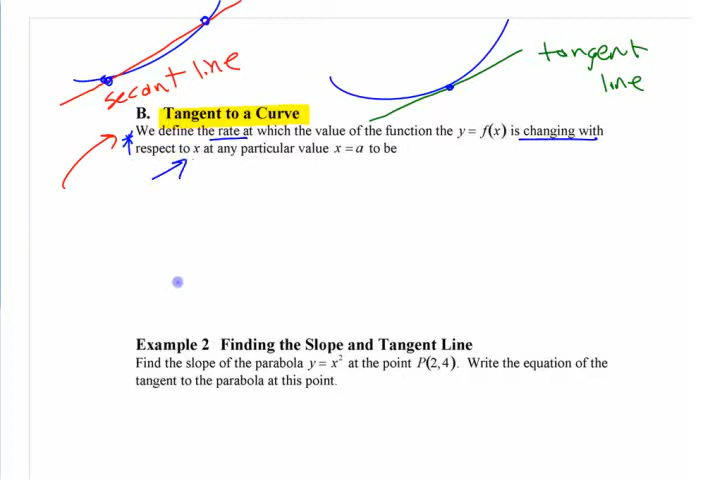 secant line
tangent
line
B. Tangent to a Curve
We define the rate at which the value of the function the y = f(x) is changing with
respect to x at any particular value x = a to be
Example 2 Finding the Slope and Tangent Line
Find the slope of the parabola y = x² at the point P(2,4). Write the equation of the
tangent to the parabola at this point.